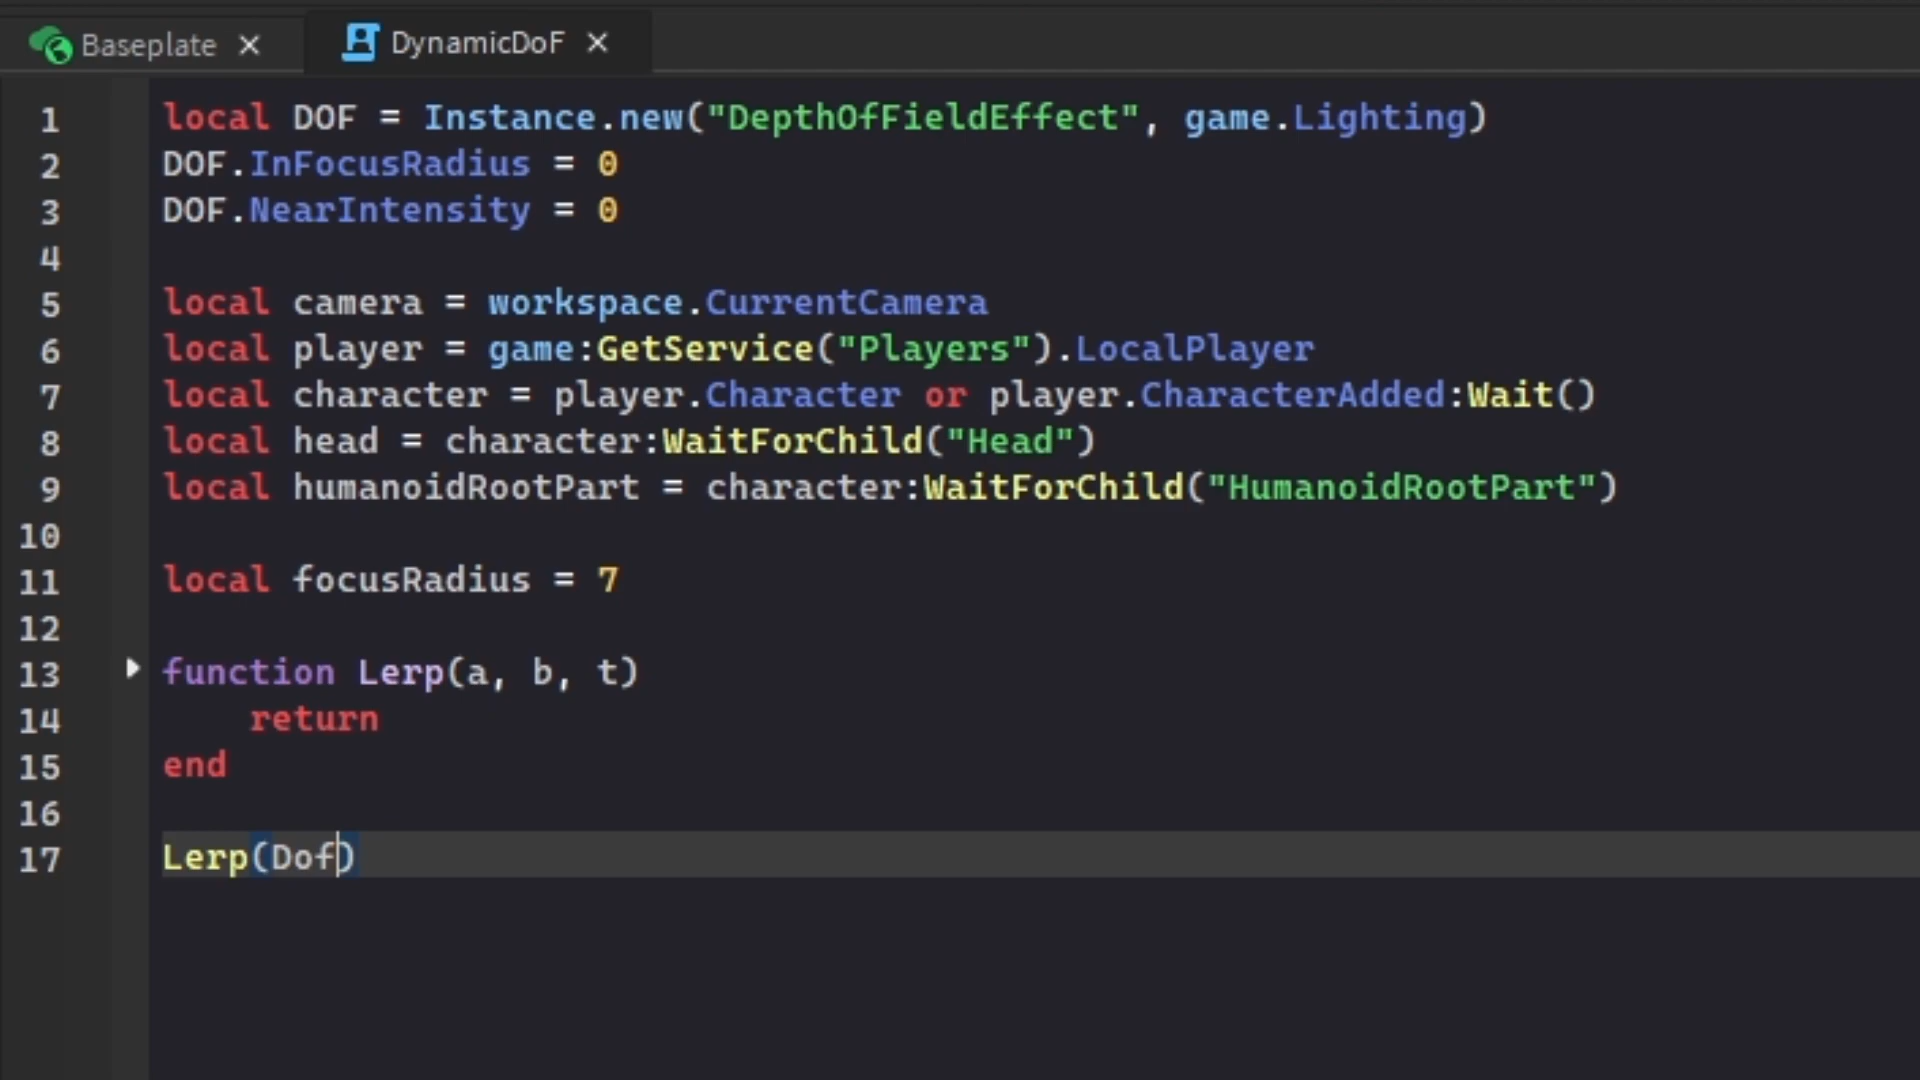 Baseplate DynamicDoF
1 local DOF = Instance.new("DepthOfFieldEffect", game.Lighting)
2 DOF.InFocusRadius = 0
3 DOF.NearIntensity = 0
4
5 local camera = workspace.CurrentCamera
6 local player = game:GetService("Players").LocalPlayer
7 local character = player.Character or player.CharacterAdded:Wait()
8 local head = character:WaitForChild("Head")
9 local humanoidRootPart = character:WaitForChild("HumanoidRootPart")
10
11 local focusRadius = 7
12
13 function Lerp(a, b, t)
14     return
15 end
16
17 Lerp(Dof)